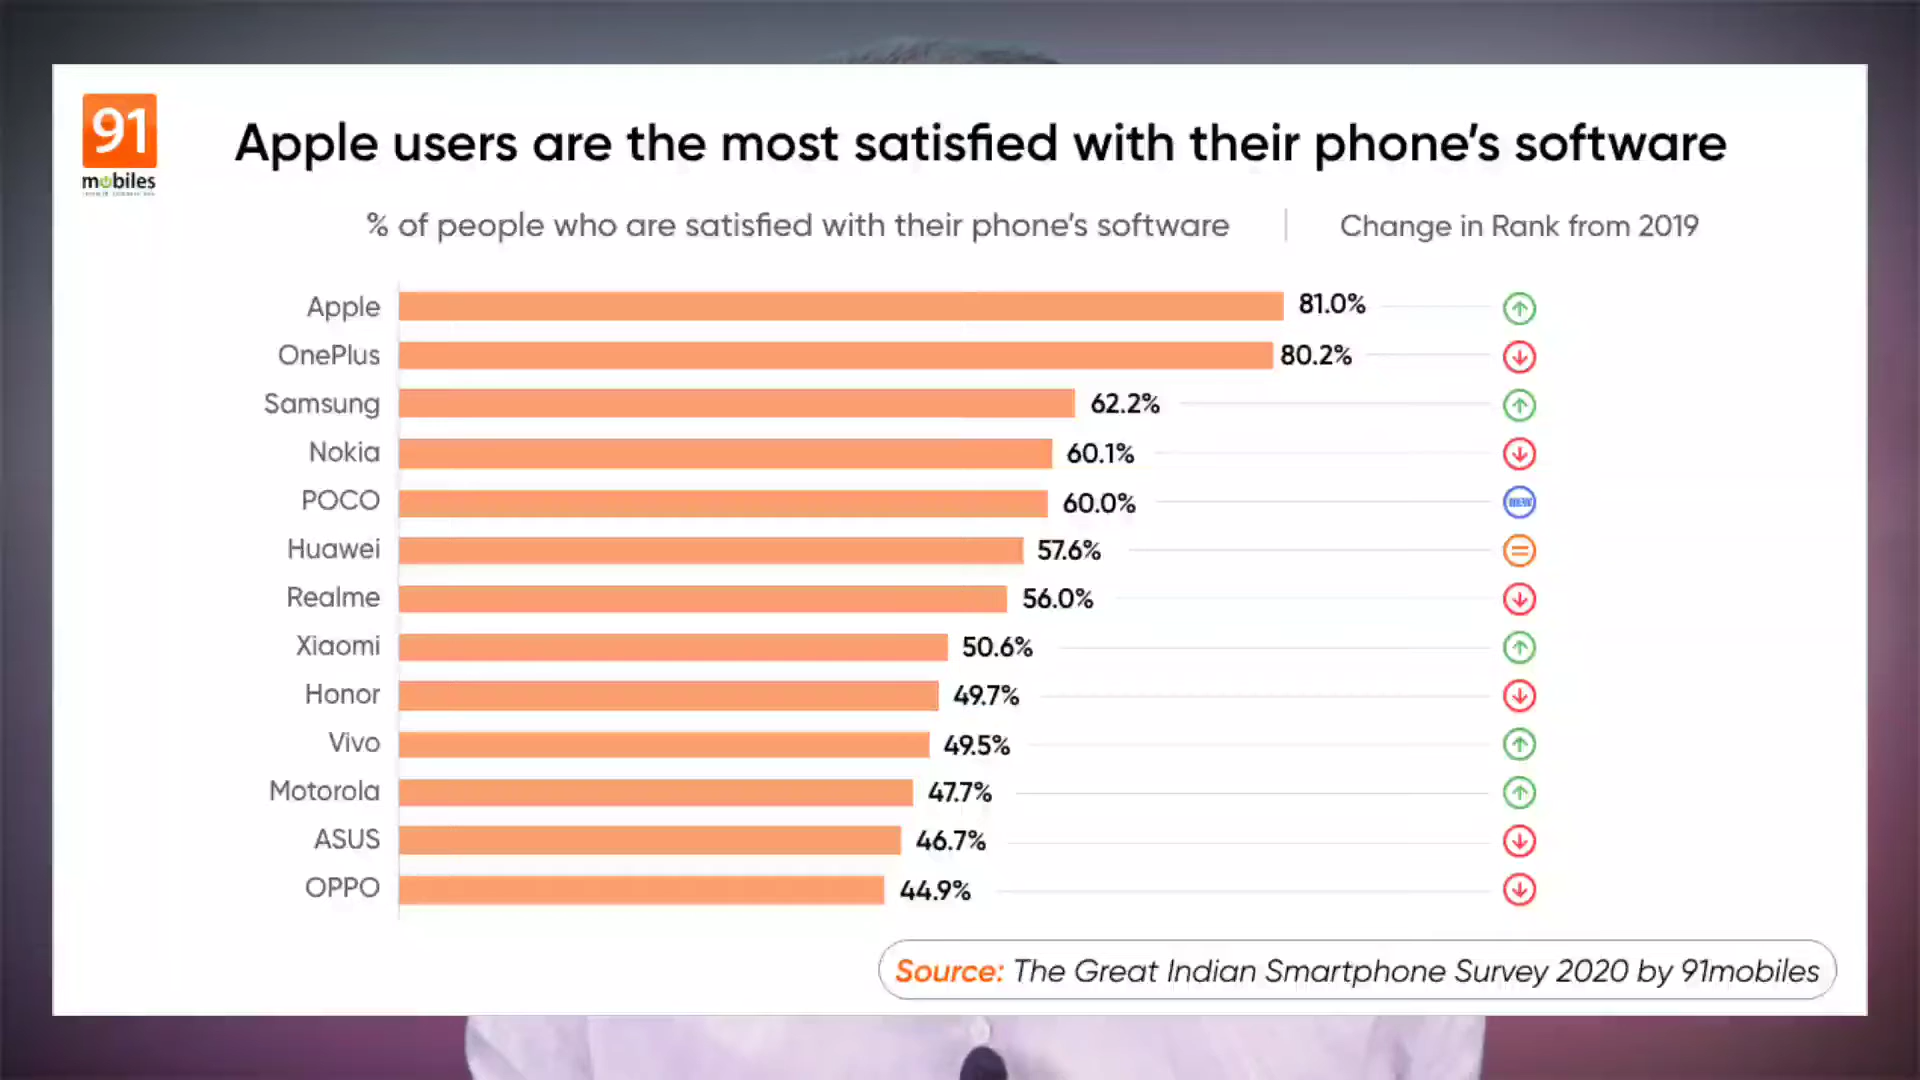 91
mobiles
Apple users are the most satisfied with their phone's software
% of people who are satisfied with their phone's software | Change in Rank from 2019
Apple 81.0%
OnePlus 80.2%
Samsung 62.2%
Nokia 60.1%
POCO 60.0% NEW
Huawei 57.6%
Realme 56.0%
Xiaomi 50.6%
Honor 49.7%
Vivo 49.5%
Motorola 47.7%
ASUS 46.7%
OPPO 44.9%
Source: The Great Indian Smartphone Survey 2020 by 91mobiles